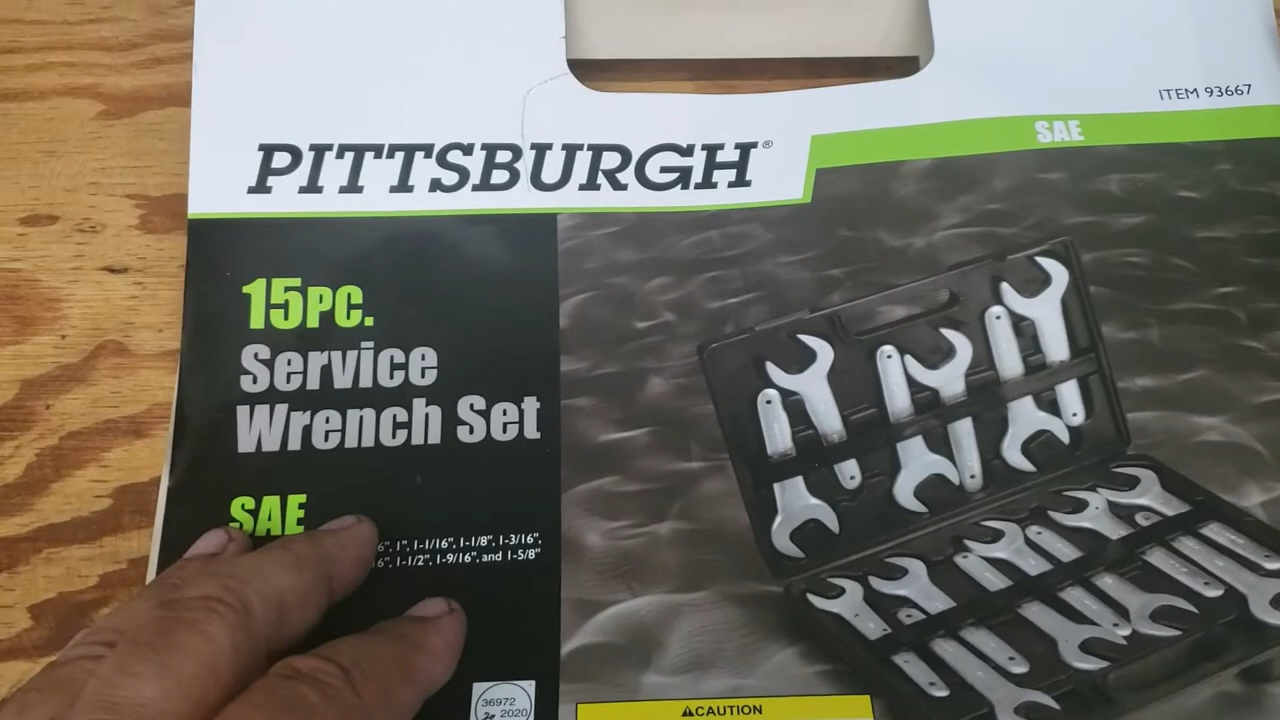 ITEM 93667
SAE
PITTSBURGH®
15PC.
Service
Wrench Set
SAE
1", 1-1/16", 1-1/8", 1-3/16",
1-1/2", 1-9/16", and 1-5/8"
36972
2020
⚠CAUTION